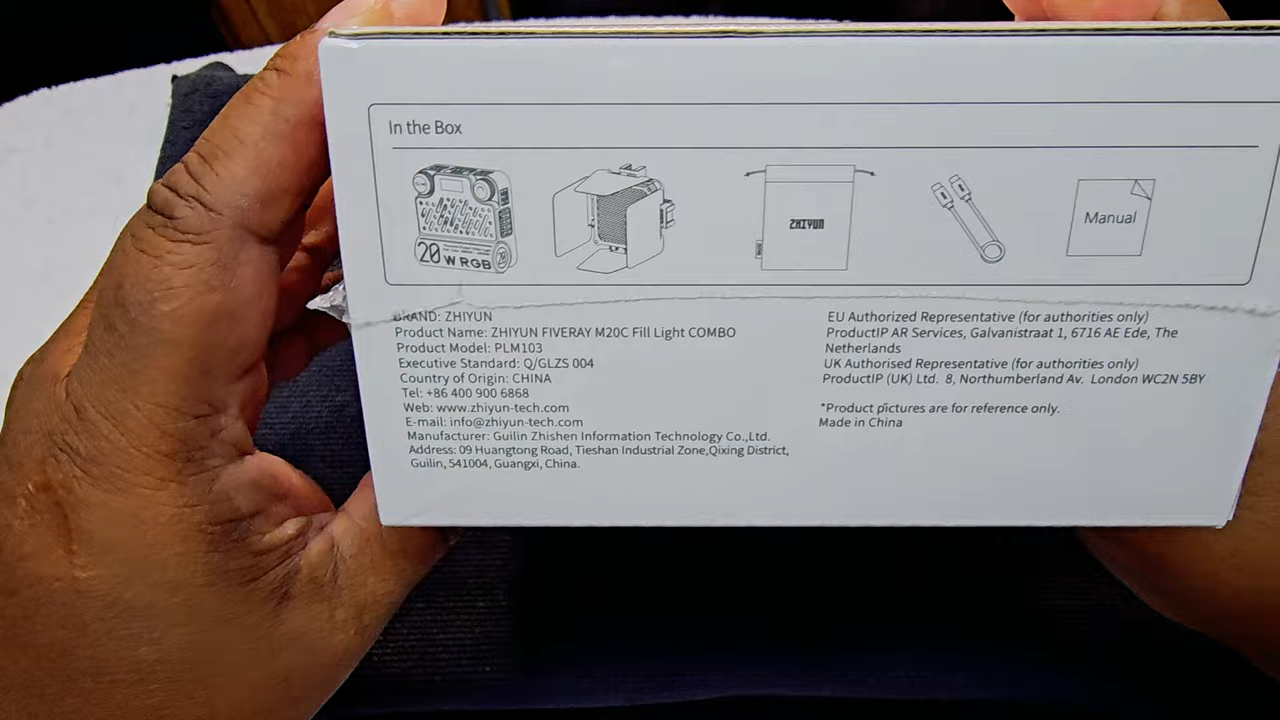 In the Box
20 W RGB
ZHIYUN
Manual
BRAND: ZHIYUN
Product Name: ZHIYUN FIVERAY M20C Fill Light COMBO
Product Model: PLM103
Executive Standard: Q/GLZS 004
Country of Origin: CHINA
Tel: +86 400 900 6868
Web: www.zhiyun-tech.com
E-mail: info@zhiyun-tech.com
Manufacturer: Guilin Zhishen Information Technology Co.,Ltd.
Address: 09 Huangtong Road, Tieshan Industrial Zone,Qixing District,
Guilin, 541004, Guangxi, China.
EU Authorized Representative (for authorities only)
ProductIP AR Services, Galvanistraat 1, 6716 AE Ede, The
Netherlands
UK Authorised Representative (for authorities only)
ProductIP (UK) Ltd. 8, Northumberland Av. London WC2N 5BY
*Product pictures are for reference only.
Made in China